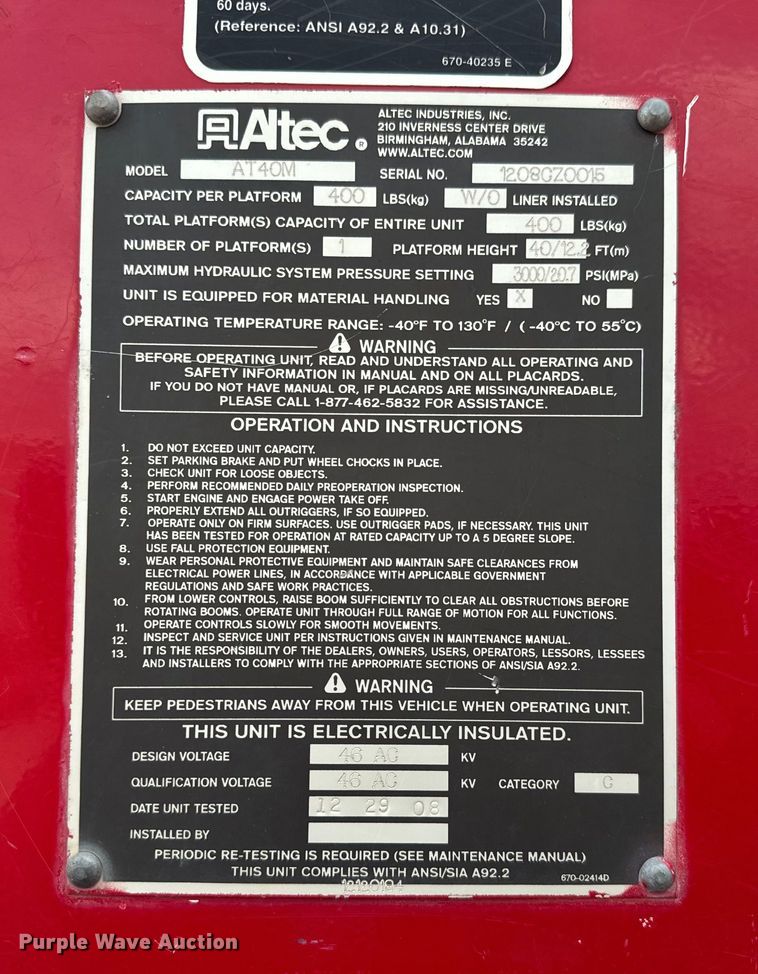 60 days.
(Reference: ANSI A92.2 & A10.31)
670-40235 E
Altec®
ALTEC INDUSTRIES, INC.
210 INVERNESS CENTER DRIVE
BIRMINGHAM, ALABAMA 35242
WWW.ALTEC.COM
MODEL AT40M SERIAL NO. 1208GZ0015
CAPACITY PER PLATFORM 400 LBS(kg) W/O LINER INSTALLED
TOTAL PLATFORM(S) CAPACITY OF ENTIRE UNIT 400 LBS(kg)
NUMBER OF PLATFORM(S) 1 PLATFORM HEIGHT 40/12.2 FT(m)
MAXIMUM HYDRAULIC SYSTEM PRESSURE SETTING 3000/20.7 PSI(MPa)
UNIT IS EQUIPPED FOR MATERIAL HANDLING YES X NO
OPERATING TEMPERATURE RANGE: -40°F TO 130°F / ( -40°C TO 55°C)
WARNING
BEFORE OPERATING UNIT, READ AND UNDERSTAND ALL OPERATING AND
SAFETY INFORMATION IN MANUAL AND ON ALL PLACARDS.
IF YOU DO NOT HAVE MANUAL OR, IF PLACARDS ARE MISSING/UNREADABLE,
PLEASE CALL 1-877-462-5832 FOR ASSISTANCE.
OPERATION AND INSTRUCTIONS
1. DO NOT EXCEED UNIT CAPACITY.
2. SET PARKING BRAKE AND PUT WHEEL CHOCKS IN PLACE.
3. CHECK UNIT FOR LOOSE OBJECTS.
4. PERFORM RECOMMENDED DAILY PREOPERATION INSPECTION.
5. START ENGINE AND ENGAGE POWER TAKE OFF.
6. PROPERLY EXTEND ALL OUTRIGGERS, IF SO EQUIPPED.
7. OPERATE ONLY ON FIRM SURFACES. USE OUTRIGGER PADS, IF NECESSARY. THIS UNIT
HAS BEEN TESTED FOR OPERATION AT RATED CAPACITY UP TO A 5 DEGREE SLOPE.
8. USE FALL PROTECTION EQUIPMENT.
9. WEAR PERSONAL PROTECTIVE EQUIPMENT AND MAINTAIN SAFE CLEARANCES FROM
ELECTRICAL POWER LINES, IN ACCORDANCE WITH APPLICABLE GOVERNMENT
REGULATIONS AND SAFE WORK PRACTICES.
10. FROM LOWER CONTROLS, RAISE BOOM SUFFICIENTLY TO CLEAR ALL OBSTRUCTIONS BEFORE
ROTATING BOOMS. OPERATE UNIT THROUGH FULL RANGE OF MOTION FOR ALL FUNCTIONS.
11. OPERATE CONTROLS SLOWLY FOR SMOOTH MOVEMENTS.
12. INSPECT AND SERVICE UNIT PER INSTRUCTIONS GIVEN IN MAINTENANCE MANUAL.
13. IT IS THE RESPONSIBILITY OF THE DEALERS, OWNERS, USERS, OPERATORS, LESSORS, LESSEES
AND INSTALLERS TO COMPLY WITH THE APPROPRIATE SECTIONS OF ANSI/SIA A92.2.
WARNING
KEEP PEDESTRIANS AWAY FROM THIS VEHICLE WHEN OPERATING UNIT.
THIS UNIT IS ELECTRICALLY INSULATED.
DESIGN VOLTAGE 46 AC KV
QUALIFICATION VOLTAGE 46 AC KV CATEGORY C
DATE UNIT TESTED 12 29 08
INSTALLED BY
PERIODIC RE-TESTING IS REQUIRED (SEE MAINTENANCE MANUAL)
THIS UNIT COMPLIES WITH ANSI/SIA A92.2
670-02414D
Purple Wave Auction